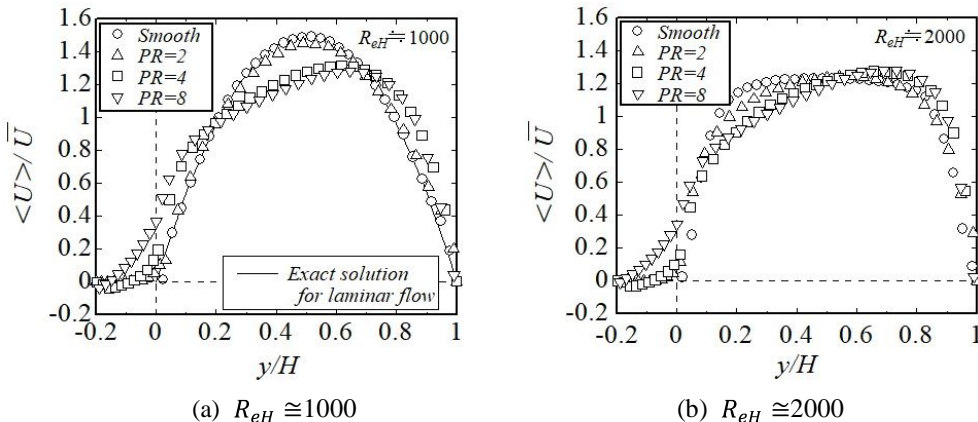 1.6
1.4
1.2
1.0
0.8
0.6
0.4
0.2
0
-0.2
<U>/U̅
Smooth
PR=2
PR=4
PR=8
R_eH≒1000
Exact solution
for laminar flow
-0.2 0 0.2 0.4 0.6 0.8 1
y/H
(a) R_eH ≅1000
1.6
1.4
1.2
1.0
0.8
0.6
0.4
0.2
0
-0.2
<U>/U̅
Smooth
PR=2
PR=4
PR=8
R_eH≒2000
-0.2 0 0.2 0.4 0.6 0.8 1
y/H
(b) R_eH ≅2000